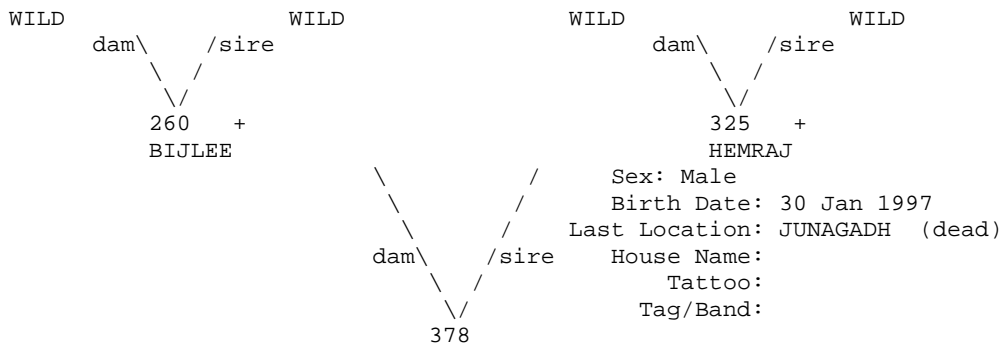 WILD WILD WILD WILD
dam\ /sire dam\ /sire
\ / \ /
\/ \/
260 + 325 +
BIJLEE HEMRAJ
\ / Sex: Male
\ / Birth Date: 30 Jan 1997
\ / Last Location: JUNAGADH (dead)
dam\ /sire House Name:
\ / Tattoo:
\/ Tag/Band:
378